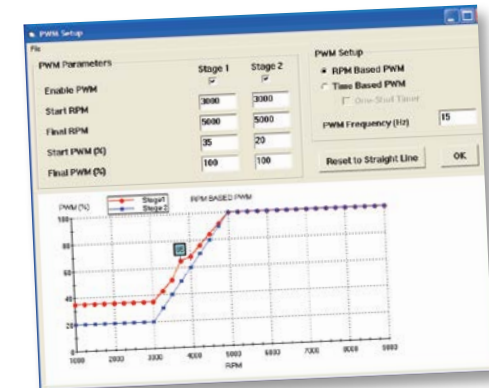 PWM Setup
File
PWM Parameters
Stage 1 Stage 2
Enable PWM
Start RPM 3000 3000
Final RPM 5000 5000
Start PWM (%) 35 20
Final PWM (%) 100 100
PWM Setup
RPM Based PWM
Time Based PWM
One-Shot Timer
PWM Frequency (Hz) 15
Reset to Straight Line OK
PWM (%) Stage1 RPM BASED PWM
Stage 2
100
80
60
40
20
1000 2000 3000 4000 5000 6000 7000 8000 9000
RPM